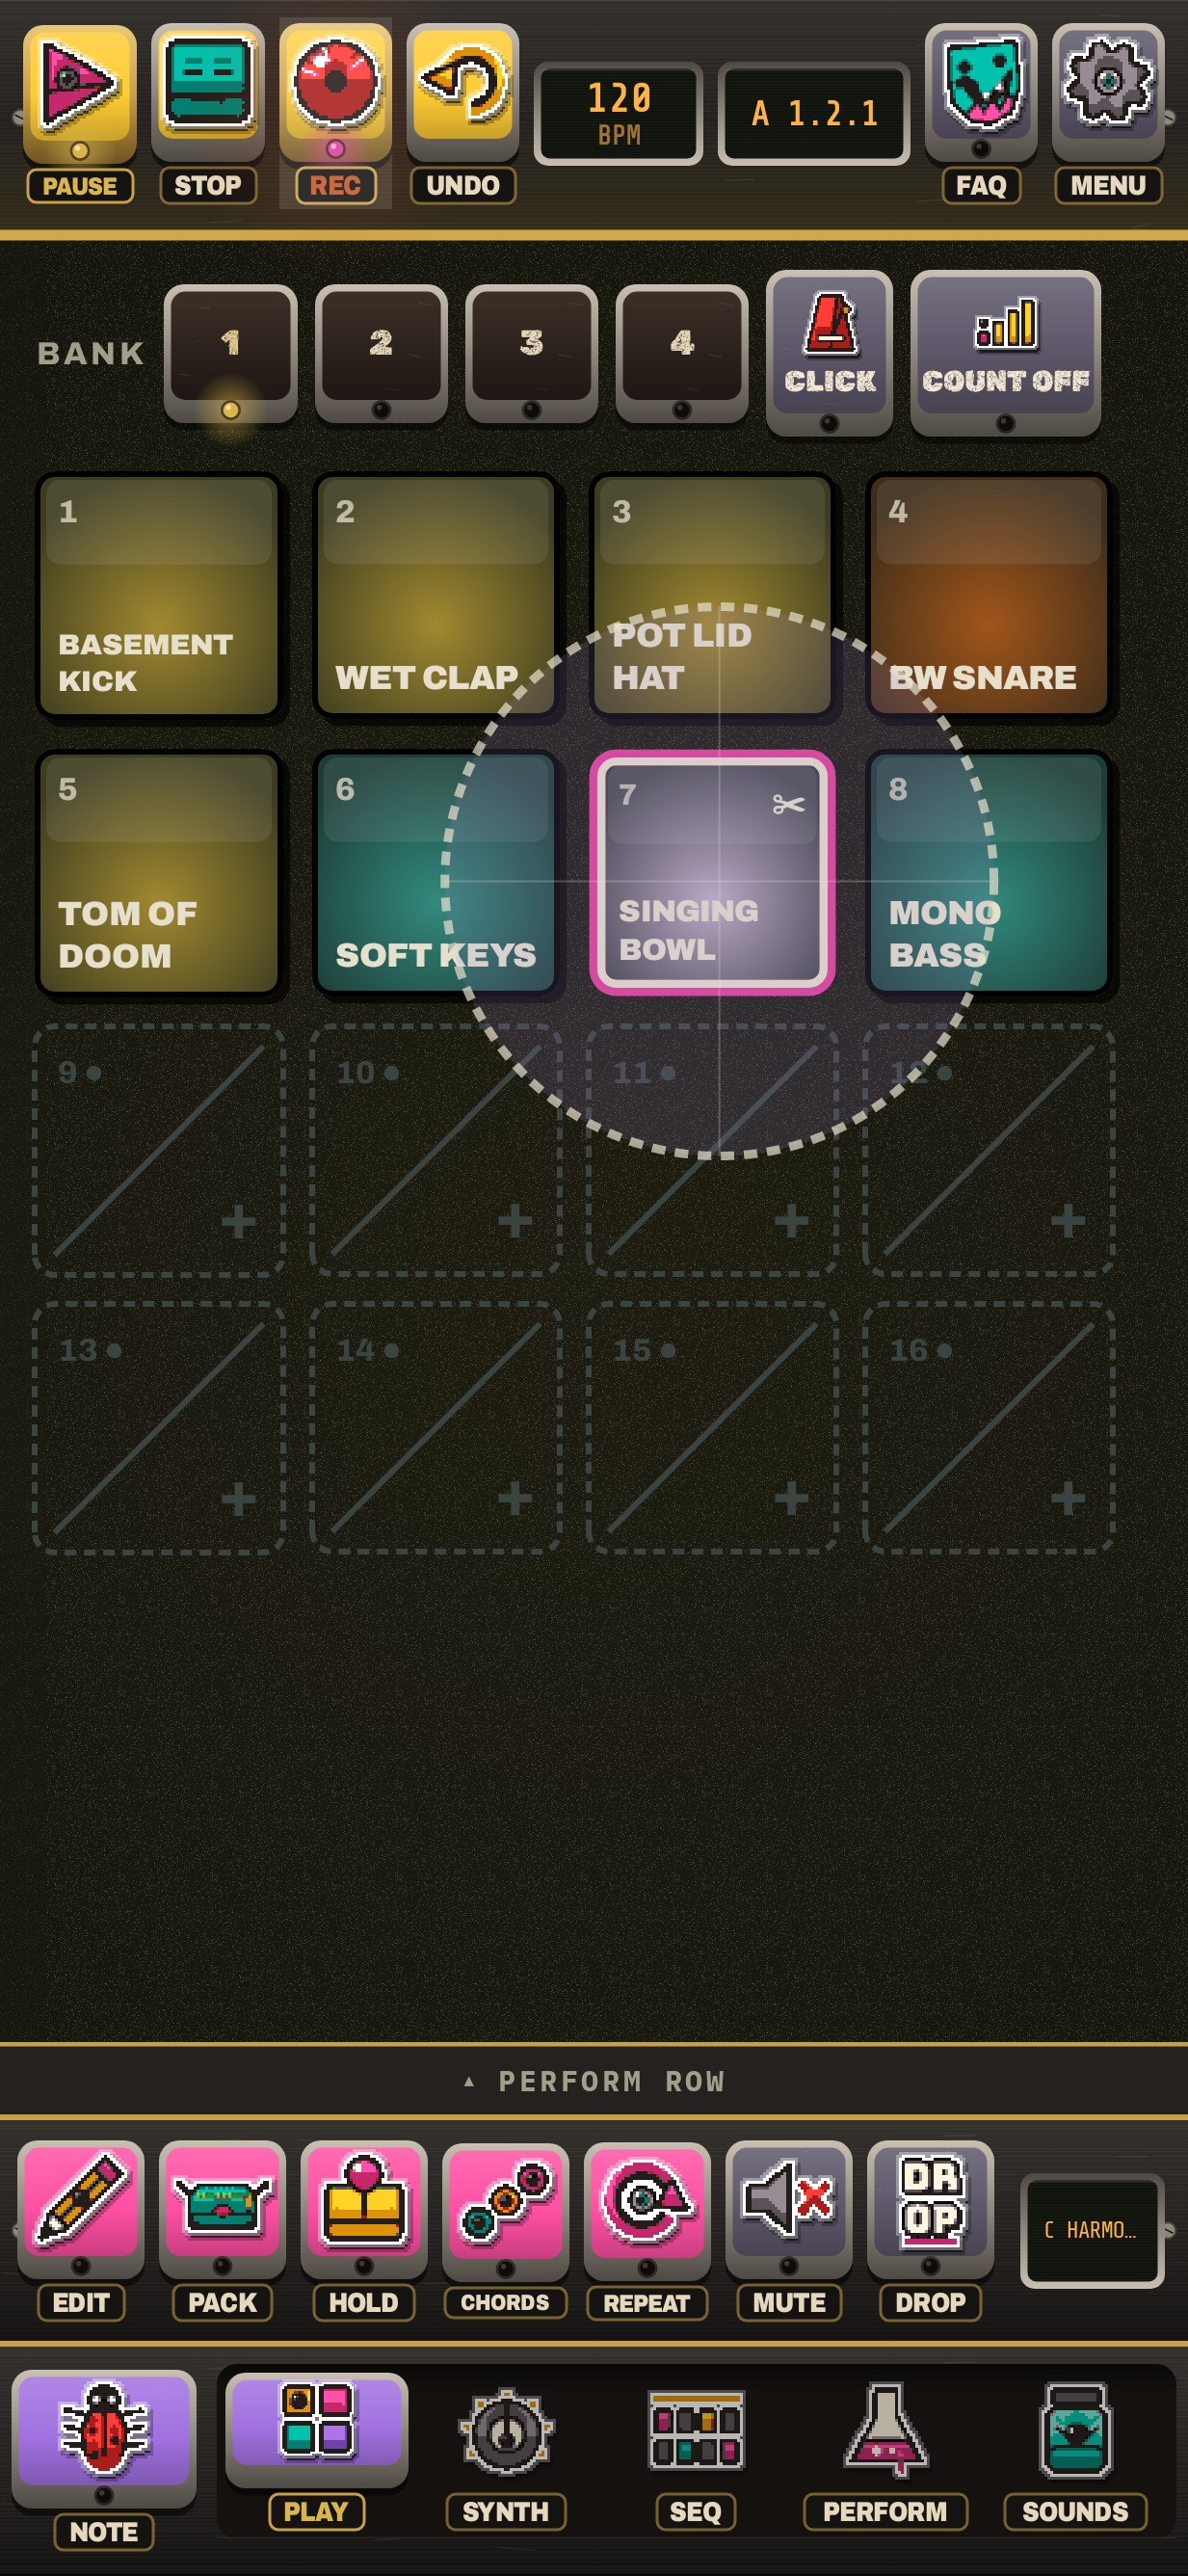 PAUSE STOP REC UNDO 120 BPM A 1.2.1 FAQ MENU
BANK 1 2 3 4 CLICK COUNT OFF
1 2 3 4
BASEMENT KICK
WET CLAP
POT LID HAT
BW SNARE
5 6 7 8
TOM OF DOOM
SOFT KEYS
SINGING BOWL
MONO BASS
9 10 11 12
13 14 15 16
PERFORM ROW
DR OP
C HARMO...
EDIT PACK HOLD CHORDS REPEAT MUTE DROP
NOTE PLAY SYNTH SEQ PERFORM SOUNDS